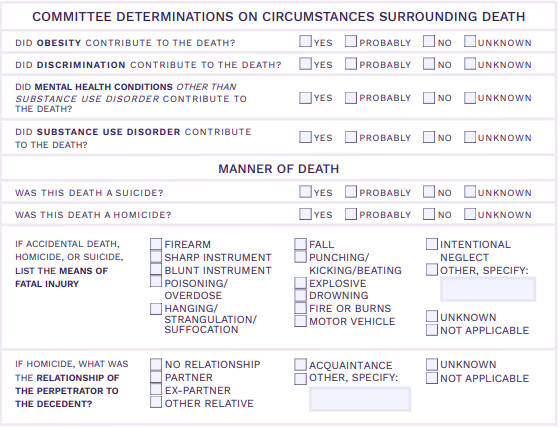 COMMITTEE DETERMINATIONS ON CIRCUMSTANCES SURROUNDING DEATH
DID OBESITY CONTRIBUTE TO THE DEATH? YES PROBABLY NO UNKNOWN
DID DISCRIMINATION CONTRIBUTE TO THE DEATH? YES PROBABLY NO UNKNOWN
DID MENTAL HEALTH CONDITIONS OTHER THAN
SUBSTANCE USE DISORDER CONTRIBUTE TO
THE DEATH?
YES PROBABLY NO UNKNOWN
DID SUBSTANCE USE DISORDER CONTRIBUTE
TO THE DEATH?
YES PROBABLY NO UNKNOWN
MANNER OF DEATH
WAS THIS DEATH A SUICIDE? YES PROBABLY NO UNKNOWN
WAS THIS DEATH A HOMICIDE? YES PROBABLY NO UNKNOWN
IF ACCIDENTAL DEATH,
HOMICIDE, OR SUICIDE,
LIST THE MEANS OF
FATAL INJURY
FIREARM
SHARP INSTRUMENT
BLUNT INSTRUMENT
POISONING/
OVERDOSE
HANGING/
STRANGULATION/
SUFFOCATION
FALL
PUNCHING/
KICKING/BEATING
EXPLOSIVE
DROWNING
FIRE OR BURNS
MOTOR VEHICLE
INTENTIONAL
NEGLECT
OTHER, SPECIFY:
UNKNOWN
NOT APPLICABLE
IF HOMICIDE, WHAT WAS
THE RELATIONSHIP OF
THE PERPETRATOR TO
THE DECEDENT?
NO RELATIONSHIP
PARTNER
EX-PARTNER
OTHER RELATIVE
ACQUAINTANCE
OTHER, SPECIFY:
UNKNOWN
NOT APPLICABLE